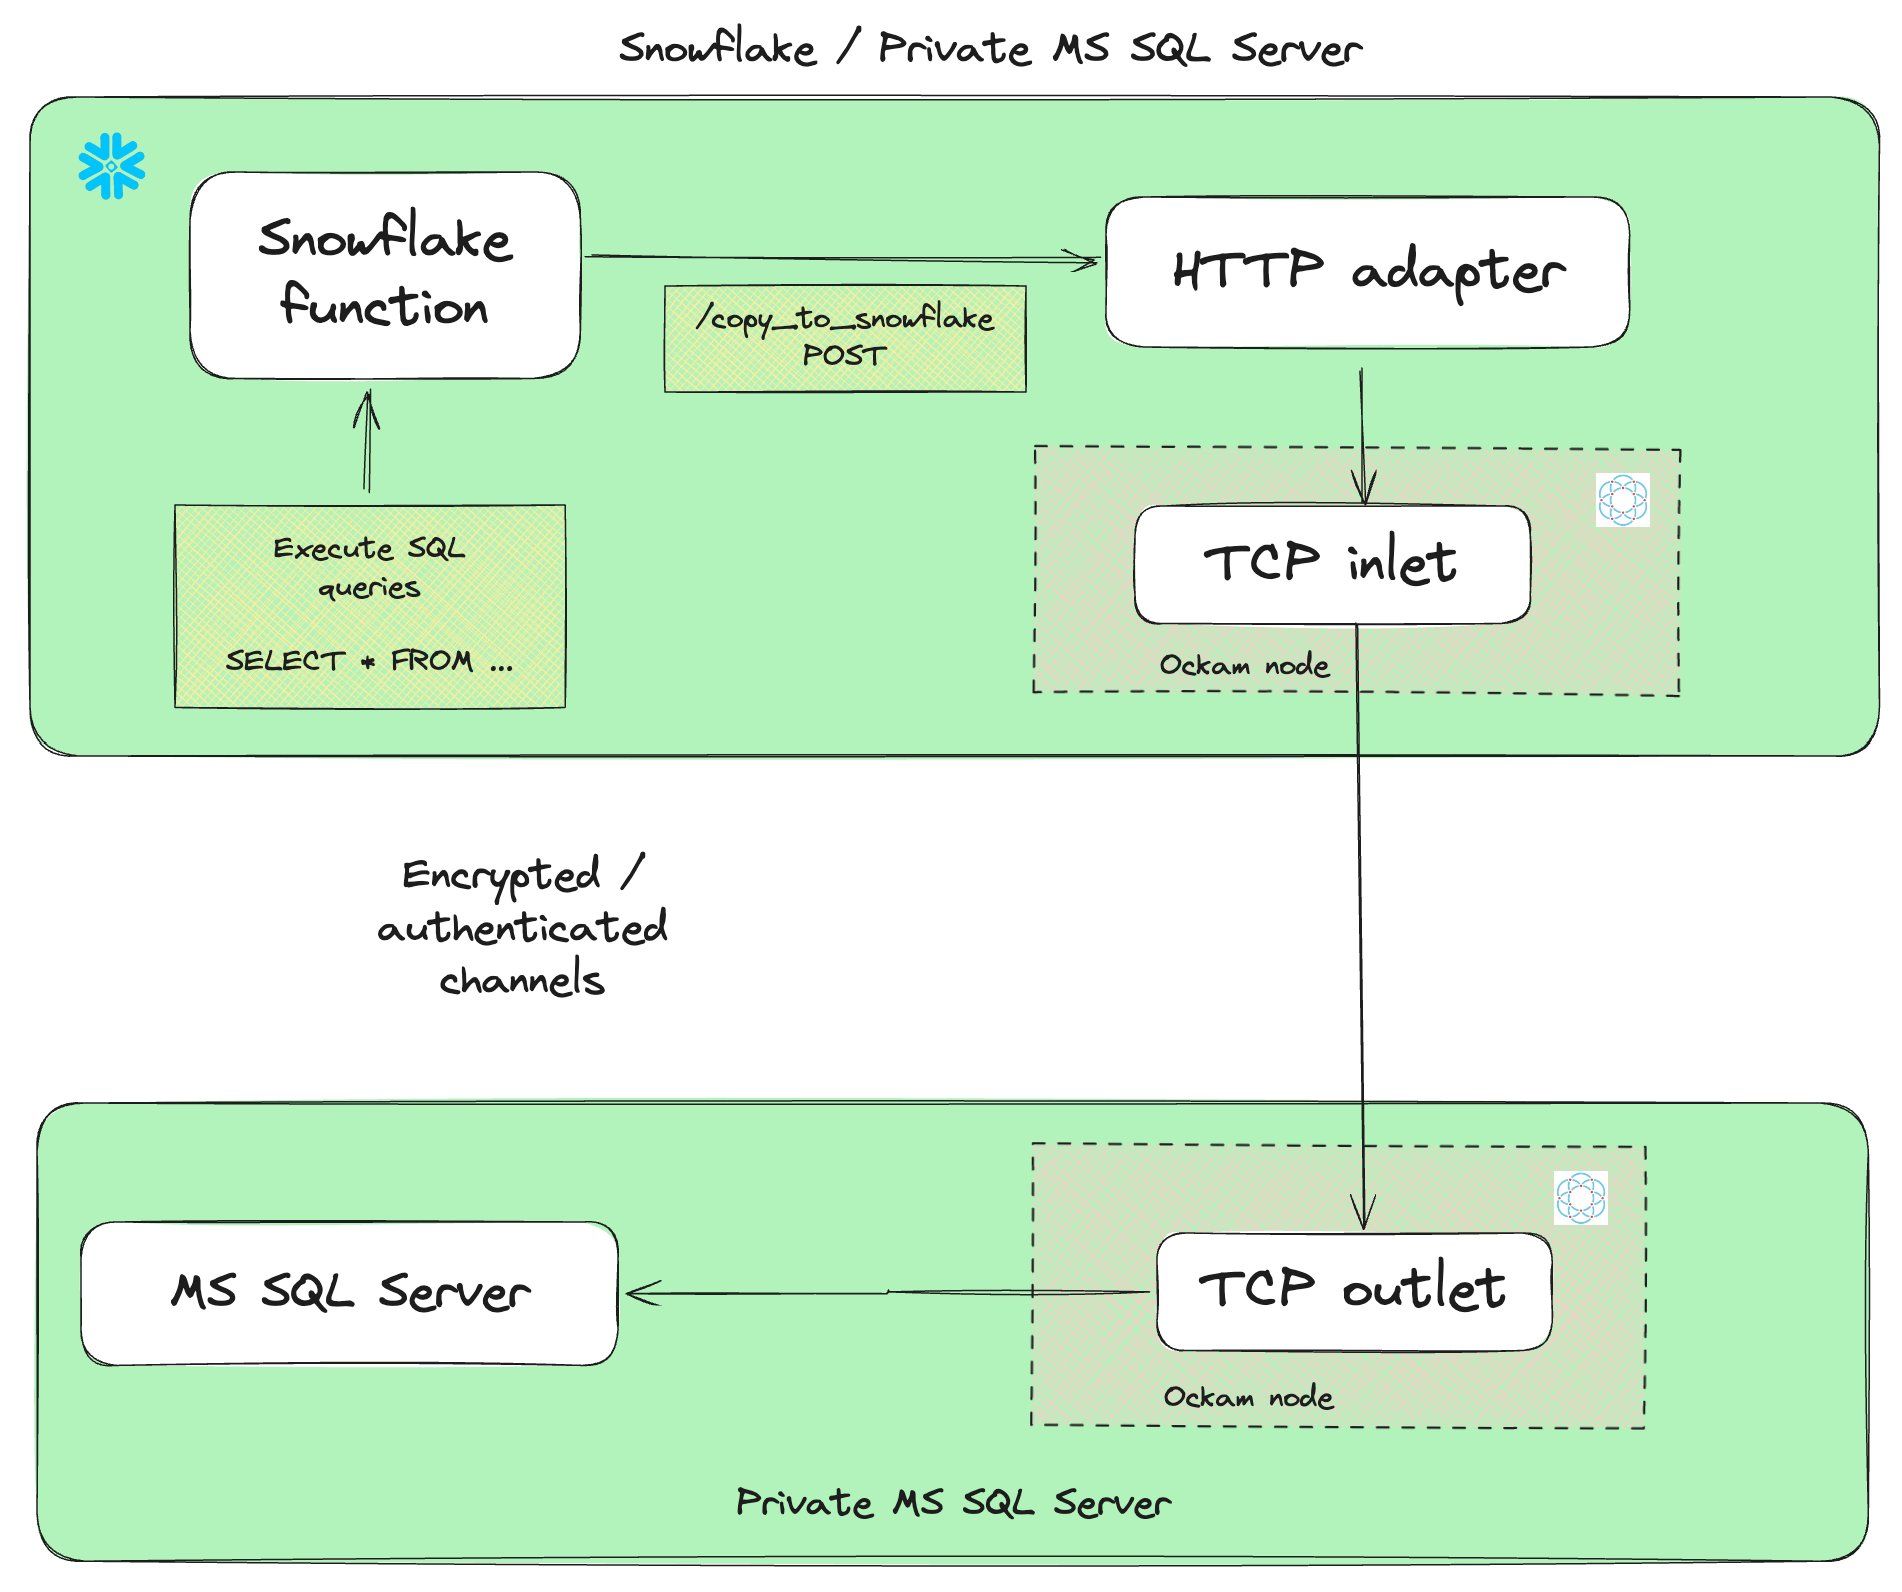 Snowflake / Private MS SQL Server
Snowflake
function
HTTP adapter
/copy_to_snowflake
POST
Execute SQL
queries
SELECT * FROM ...
TCP inlet
Ockam node
Encrypted /
authenticated
channels
MS SQL Server
TCP outlet
Ockam node
Private MS SQL Server